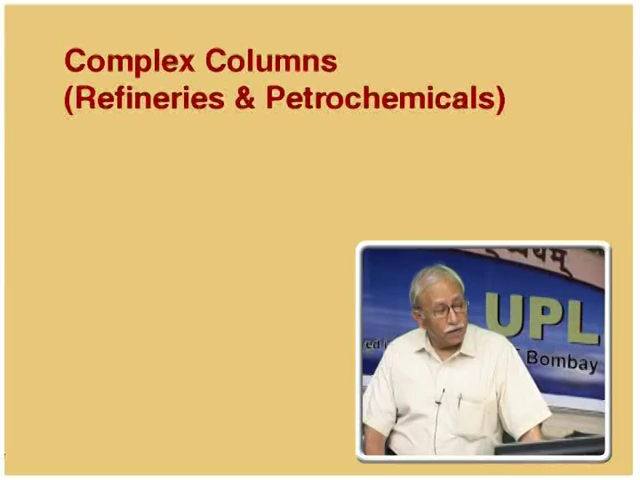 Complex Columns
(Refineries & Petrochemicals)
UPL
Bombay